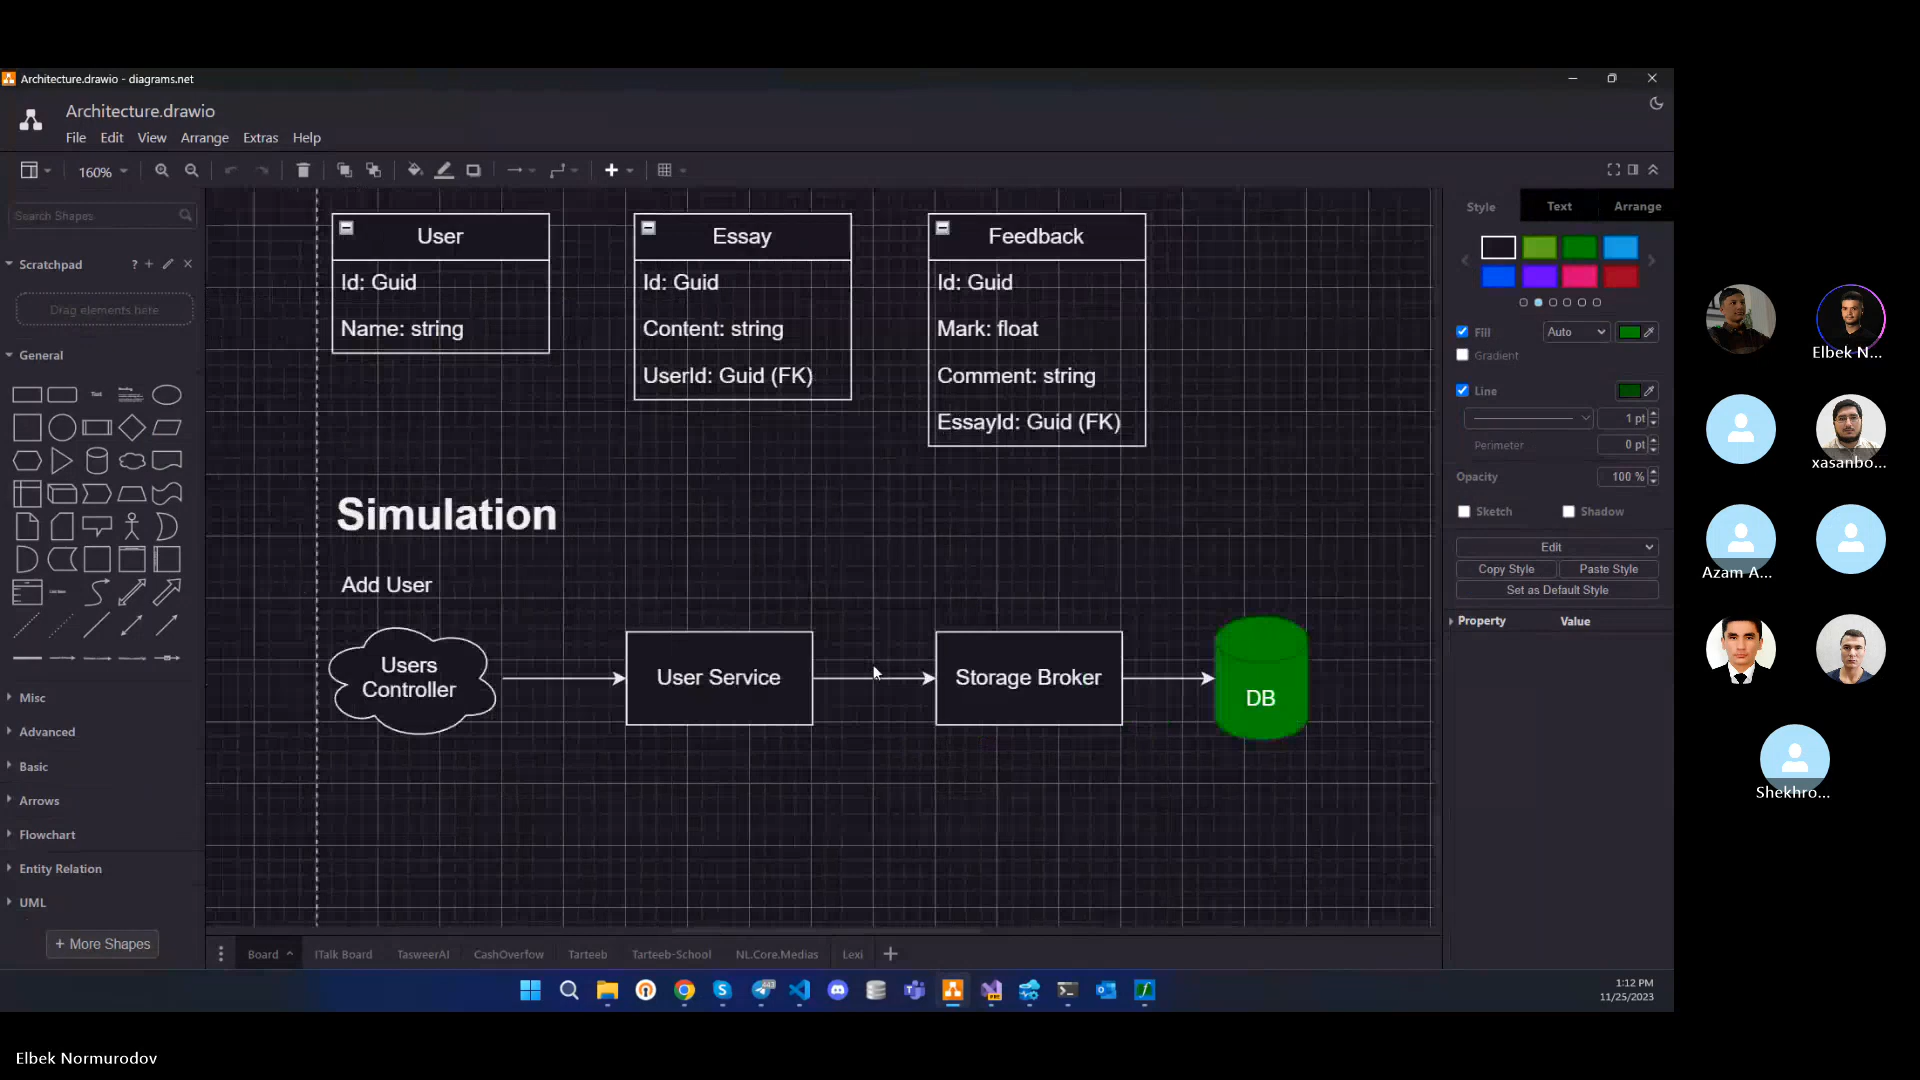 Architecture.drawio - diagrams.net
Architecture.drawio
File Edit View Arrange Extras Help
160%
Search Shapes
Scratchpad
?
Drag elements here
General
Text
Misc
Advanced
Basic
Arrows
Flowchart
Entity Relation
UML
+ More Shapes
User
Id: Guid
Name: string
Essay
Id: Guid
Content: string
UserId: Guid (FK)
Feedback
Id: Guid
Mark: float
Comment: string
EssayId: Guid (FK)
Simulation
Add User
Users
Controller
User Service
Storage Broker
DB
Style Text Arrange
Fill Auto
Gradient
Line
1 pt
Perimeter 0 pt
Opacity 100 %
Sketch Shadow
Edit
Copy Style Paste Style
Set as Default Style
Property Value
Board ITalk Board TasweerAI CashOverfow Tarteeb Tarteeb-School NL.Core.Medias Lexi
443
1:12 PM
11/25/2023
Elbek N...
xasanbo...
Azam A...
Shekhro...
Elbek Normurodov